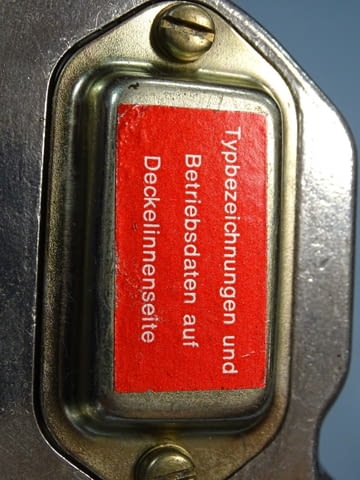 Typbezeichnungen und
Betriebsdaten auf
Deckelinnenseite